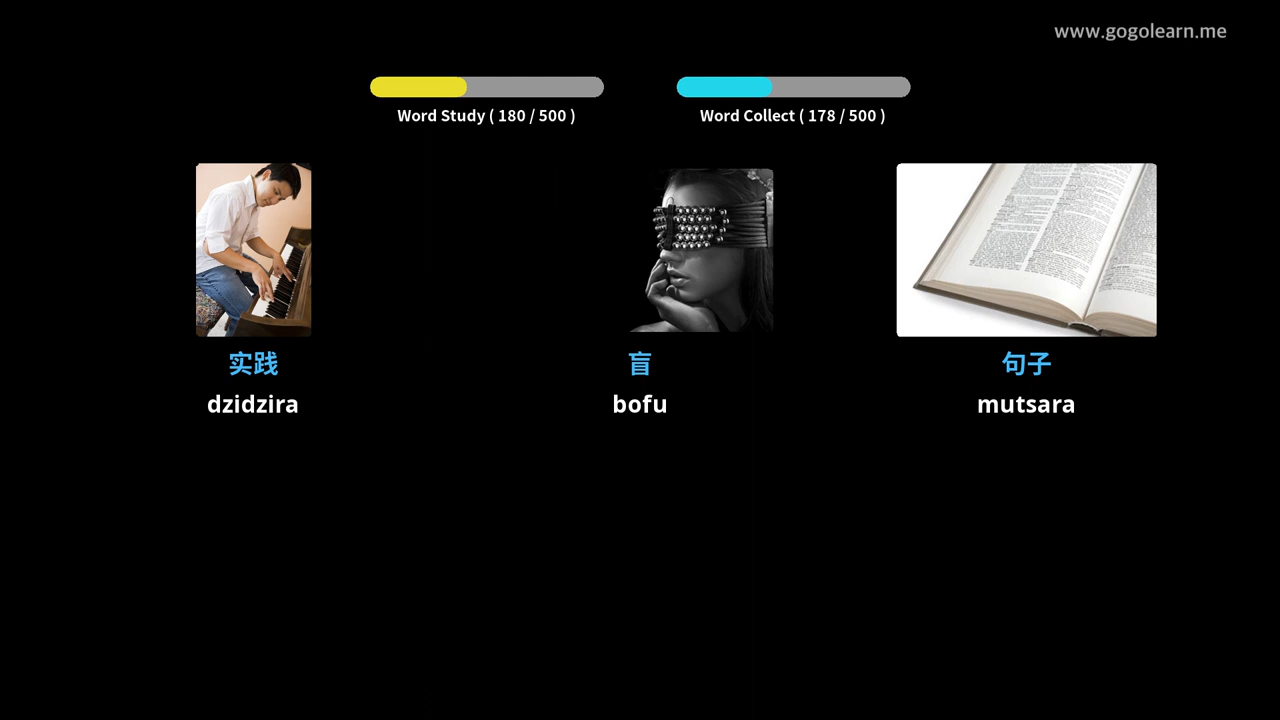 www.gogolearn.me
Word Study ( 180 / 500 )
Word Collect ( 178 / 500 )
实践
盲
句子
dzidzira
bofu
mutsara